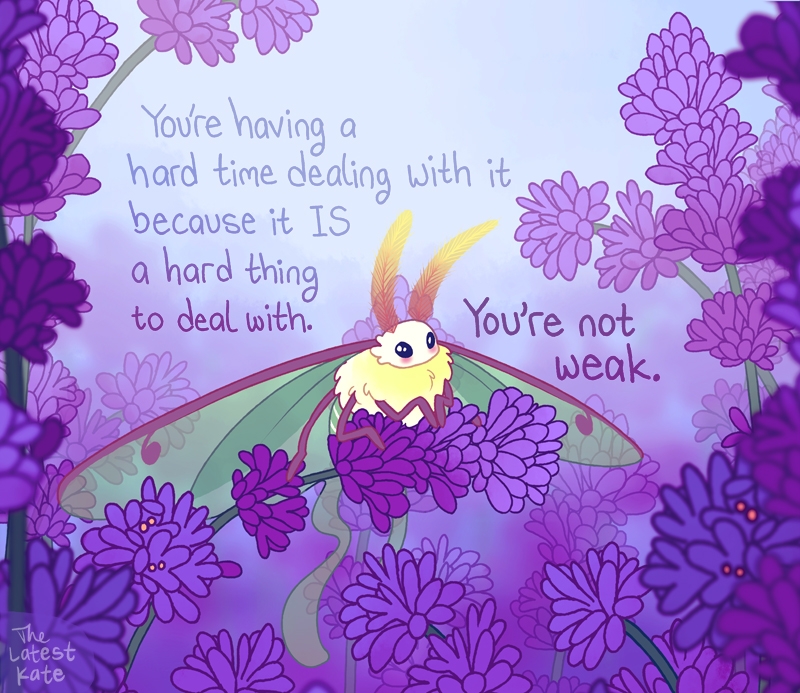 You're having a
hard time dealing with it
because it IS
a hard thing
to deal with.
You're not
weak.
The
Latest
Kate